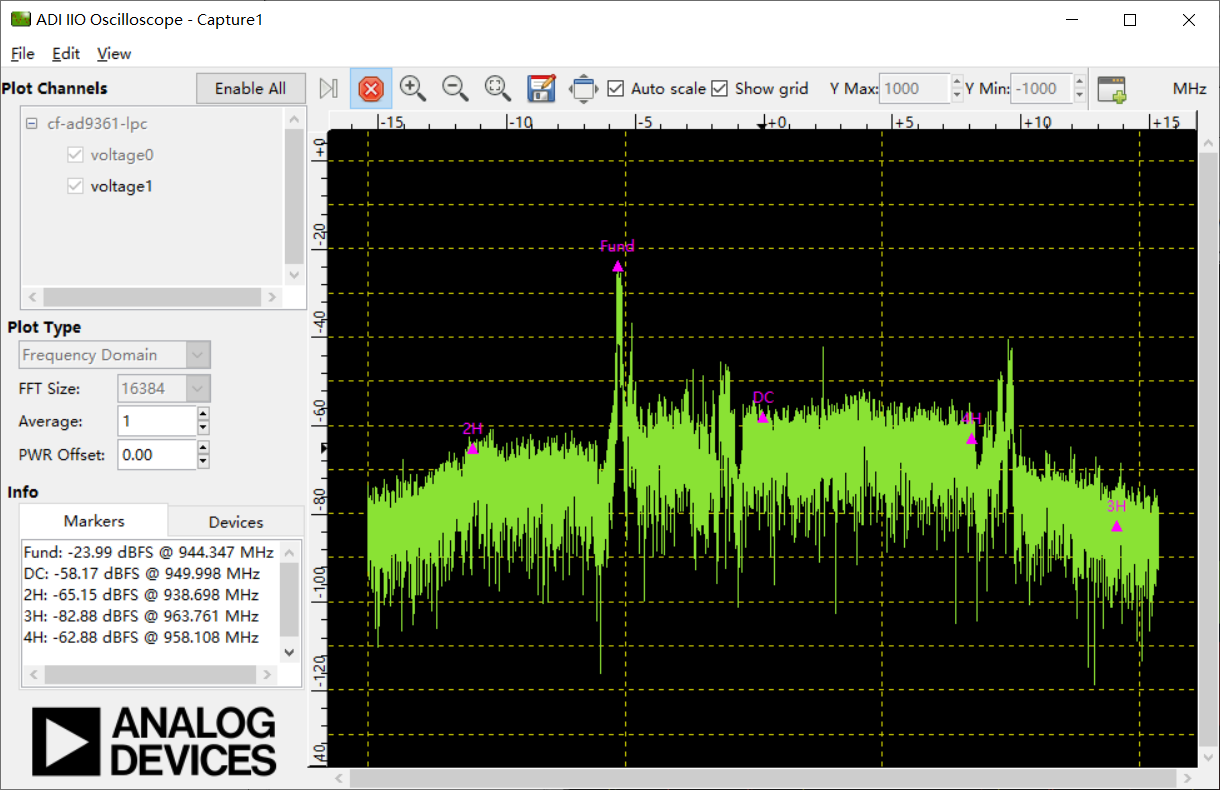 ADI IIO Oscilloscope - Capture1
File Edit View
Plot Channels Enable All Auto scale Show grid Y Max: 1000 Y Min: -1000 MHz
cf-ad9361-lpc
voltage0
voltage1
-15 -10 -5 +0 +5 +10 +15
+0
-20
-40
-60
-80
-100
-120
40
Fund
DC
2H
4H
3H
Plot Type
Frequency Domain
FFT Size: 16384
Average: 1
PWR Offset: 0.00
Info
Markers Devices
Fund: -23.99 dBFS @ 944.347 MHz
DC: -58.17 dBFS @ 949.998 MHz
2H: -65.15 dBFS @ 938.698 MHz
3H: -82.88 dBFS @ 963.761 MHz
4H: -62.88 dBFS @ 958.108 MHz
ANALOG
DEVICES